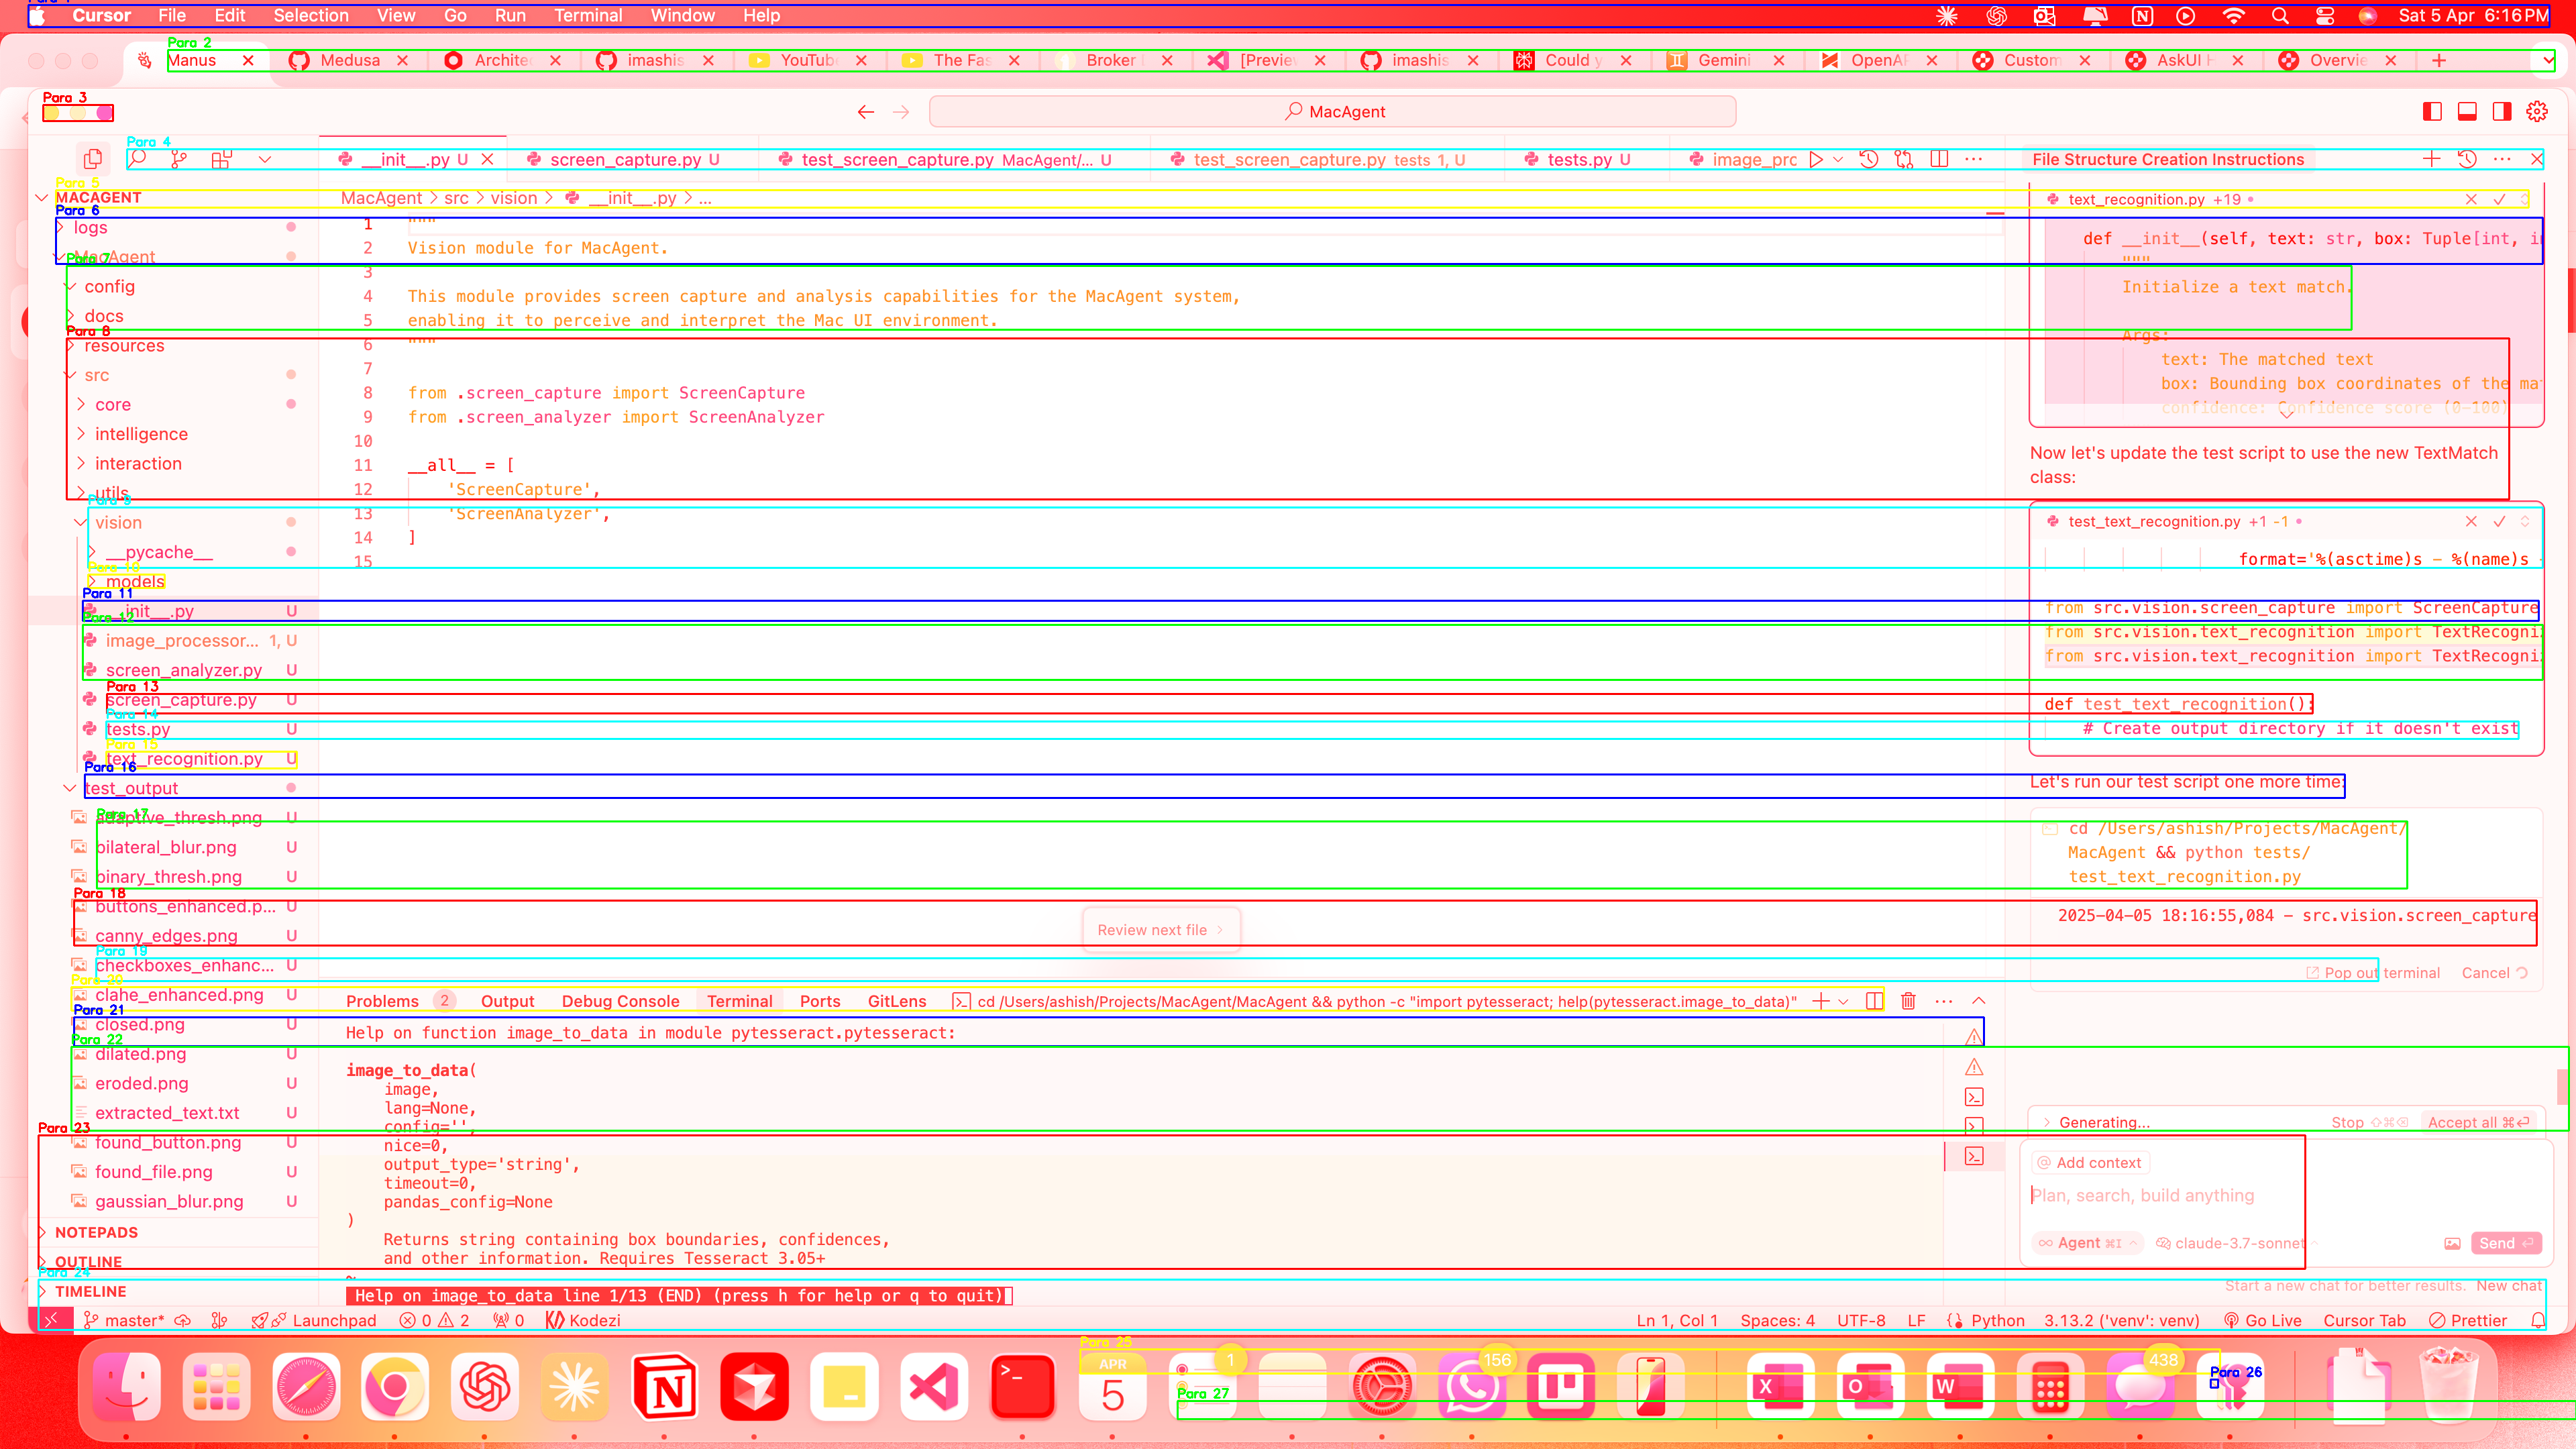 Cursor File Edit Selection View Go Run Terminal Window Help Sat 5 Apr 6:16 PM
Para 2
Manus Medusa imashis The Fas Broker imashis Could y Gemini OpenAI Custom Overvie
Para 3
MacAgent
Para 4
__init__.py U screen_capture.py U test_screen_capture.py MacAgent/... U test_screen_capture.py tests 1, U tests.py U image_prc
File Structure Creation Instructions
Para 5
MACAGENT
Para 6
logs
MacAgent
Para 7
config
docs
Para 8
resources
src
core
intelligence
interaction
utils
Para 9
vision
__pycache__
Para 10
models
Para 11
__init__.py U
Para 12
image_processor... 1, U
screen_analyzer.py U
Para 13
screen_capture.py U
Para 14
tests.py U
Para 15
text_recognition.py U
Para 16
test_output
Para 17
adaptive_thresh.png U
bilateral_blur.png U
binary_thresh.png U
Para 18
buttons_enhanced.p... U
canny_edges.png U
Para 19
checkboxes_enhanc... U
Para 20
clahe_enhanced.png U
Para 21
closed.png U
Para 22
dilated.png U
eroded.png U
extracted_text.txt U
Para 23
found_button.png U
found_file.png U
gaussian_blur.png U
NOTEPADS
OUTLINE
Para 24
TIMELINE
MacAgent > src > vision > __init__.py > ...
1 """
2 Vision module for MacAgent.
3
4 This module provides screen capture and analysis capabilities for the MacAgent system,
5 enabling it to perceive and interpret the Mac UI environment.
6 """
7
8 from .screen_capture import ScreenCapture
9 from .screen_analyzer import ScreenAnalyzer
10
11 __all__ = [
12 'ScreenCapture',
13 'ScreenAnalyzer',
14 ]
15
Review next file >
Problems 2 Output Debug Console Terminal Ports GitLens cd /Users/ashish/Projects/MacAgent/MacAgent && python -c "import pytesseract; help(pytesseract.image_to_data)"
Help on function image_to_data in module pytesseract.pytesseract:
image_to_data(
image,
lang=None,
config='',
nice=0,
output_type='string',
timeout=0,
pandas_config=None
)
Returns string containing box boundaries, confidences,
and other information. Requires Tesseract 3.05+
~
Help on image_to_data line 1/13 (END) (press h for help or q to quit)
text_recognition.py +19 •
def __init__(self, text: str, box: Tuple[int, i
"""
Initialize a text match.
Args:
text: The matched text
box: Bounding box coordinates of the ma
confidence: Confidence score (0-100)
Now let's update the test script to use the new TextMatch
class:
test_text_recognition.py +1 -1 •
format='%(asctime)s - %(name)s -
from src.vision.screen_capture import ScreenCapture
from src.vision.text_recognition import TextRecogni
from src.vision.text_recognition import TextRecogni
def test_text_recognition():
# Create output directory if it doesn't exist
Let's run our test script one more time:
cd /Users/ashish/Projects/MacAgent/
MacAgent && python tests/
test_text_recognition.py
2025-04-05 18:16:55,084 - src.vision.screen_capture
Pop out terminal Cancel
> Generating... Stop ⇧⌘⌫ Accept all ⌘⏎
@ Add context
Plan, search, build anything
∞ Agent ⌘I claude-3.7-sonnet Send ⏎
Start a new chat for better results. New chat
master* Launchpad 0 2 0 Kodezi Ln 1, Col 1 Spaces: 4 UTF-8 LF Python 3.13.2 ('venv': venv) Go Live Cursor Tab Prettier
Para 25
APR
5
1
156
438
Para 26
Para 27